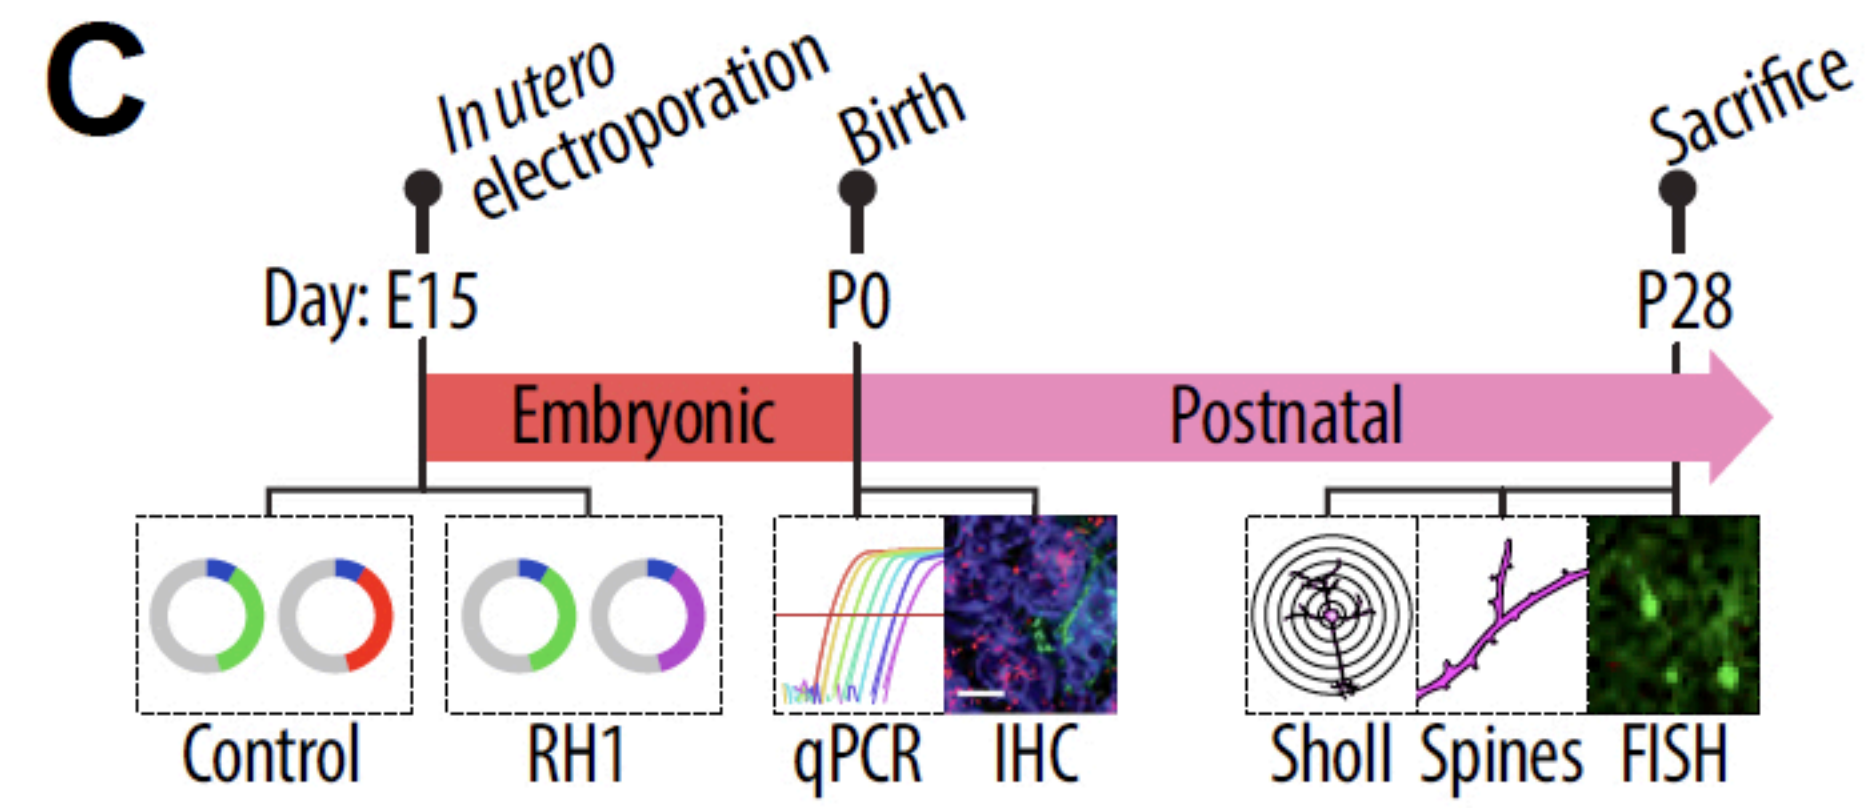 C
In utero
electroporation
Birth
Sacrifice
Day: E15
P0
P28
Embryonic
Postnatal
Control
RH1
qPCR
IHC
Sholl
Spines
FISH